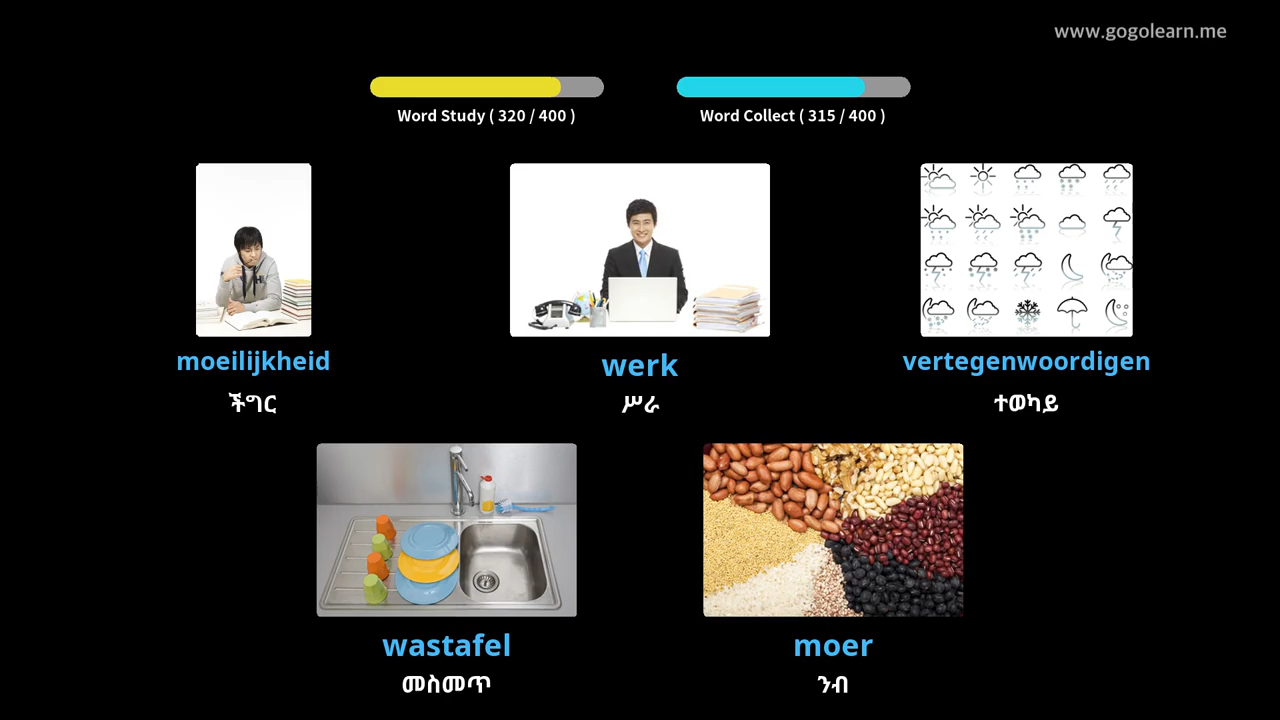 www.gogolearn.me
Word Study ( 320 / 400 )
Word Collect ( 315 / 400 )
moeilijkheid
ችግር
werk
ሥራ
vertegenwoordigen
ተወካይ
wastafel
መስመጥ
moer
ንብ